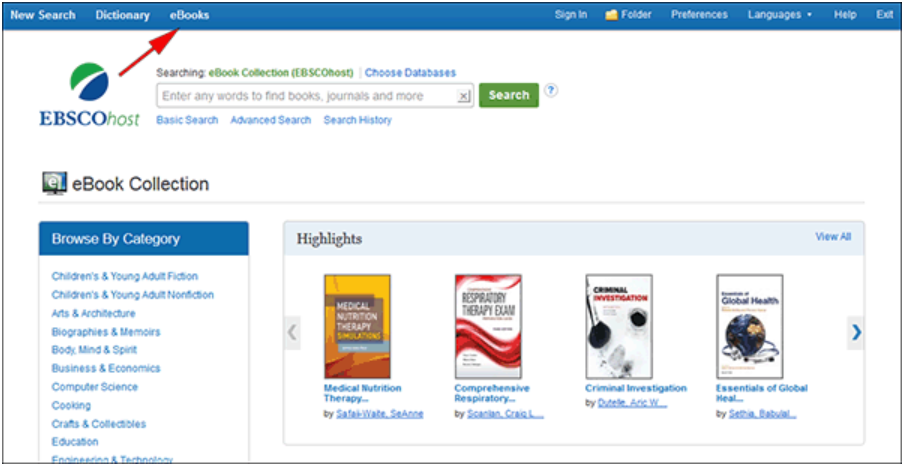 New Search Dictionary eBooks Sign In Folder Preferences Languages Help Exit
Searching: eBook Collection (EBSCOhost) | Choose Databases
Enter any words to find books, journals and more x Search ?
EBSCOhost
Basic Search Advanced Search Search History
e eBook Collection
Browse By Category
Children's & Young Adult Fiction
Children's & Young Adult Nonfiction
Arts & Architecture
Biographies & Memoirs
Body, Mind & Spirit
Business & Economics
Computer Science
Cooking
Crafts & Collectibles
Education
Engineering & Technology
Highlights View All
MEDICAL
NUTRITION
THERAPY
SIMULATIONS
COMPREHENSIVE
RESPIRATORY
THERAPY EXAM
CRIMINAL
INVESTIGATION
Essentials of
Global Health
Medical Nutrition
Therapy...
by Safaii-Waite, SeAnne
Comprehensive
Respiratory...
by Scanlan, Craig L....
Criminal Investigation
by Dutelle, Aric W....
Essentials of Global
Heal...
by Sethia, Babulal...